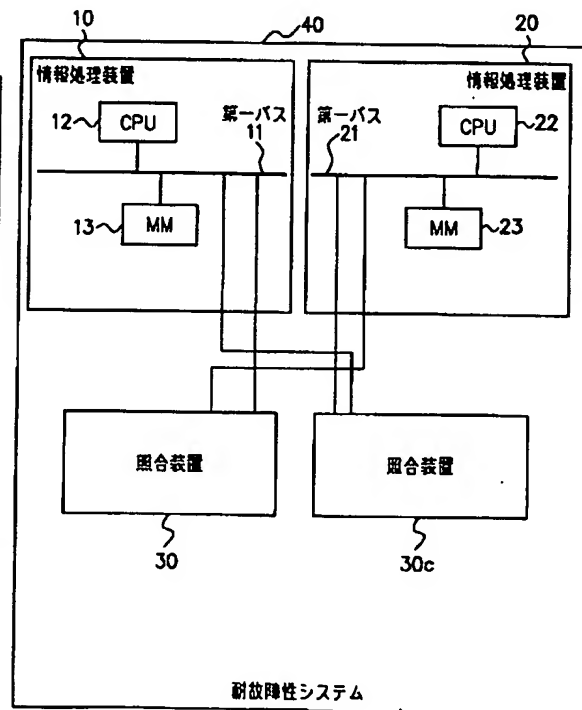 10
40
20
情報処理装置
情報処理装置
12
CPU
第一バス
11
第一バス
21
CPU
22
13
MM
MM
23
照合装置
照合装置
30
30c
耐故障性システム